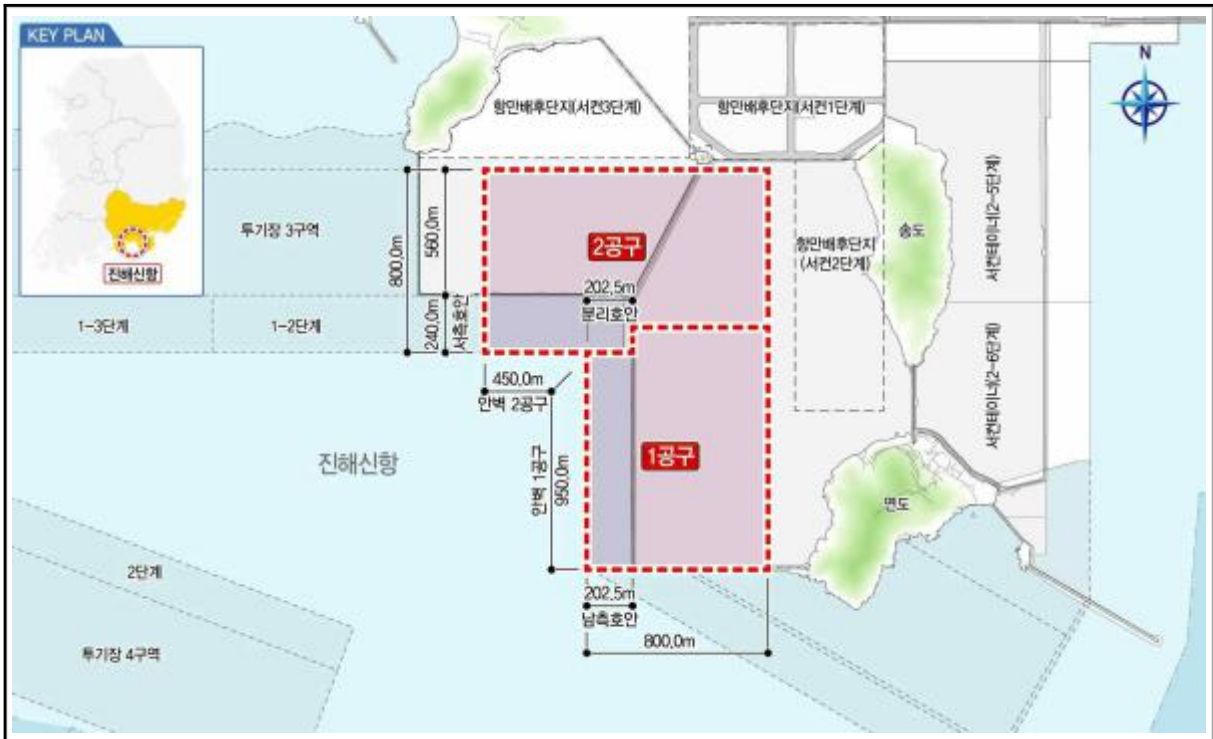 KEY PLAN
진해신항
N
항만배후단지(서컨3단계)
항만배후단지(서컨1단계)
투기장 3구역
800.0m
560.0m
2공구
항만배후단지
(서컨2단계)
송도
서컨테이너(2-5단계)
202.5m
분리호안
1-3단계
1-2단계
240.0m
서측호안
450.0m
안벽 2공구
서컨테이너(2-6단계)
진해신항
안벽 1공구
950.0m
1공구
연도
2단계
202.5m
남측호안
800.0m
투기장 4구역